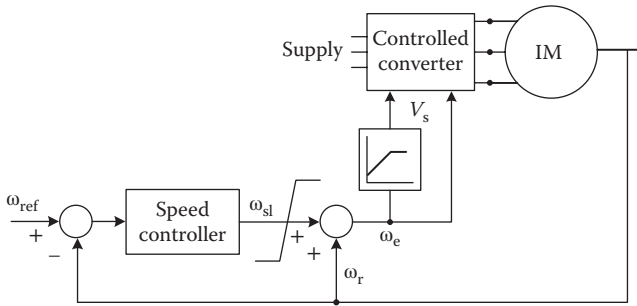 Supply
Controlled
converter
IM
V_s
ω_ref
+
−
Speed
controller
ω_sl
+
+
ω_e
ω_r